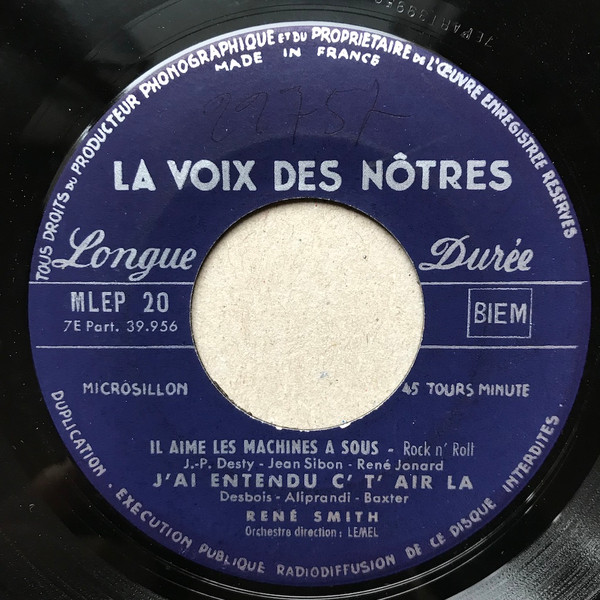 TOUS DROITS DU PRODUCTEUR PHONOGRAPHIQUE ET DU PROPRIETAIRE DE L'ŒUVRE ENREGISTREE RESERVES
MADE IN FRANCE
LA VOIX DES NÔTRES
Longue Durée
MLEP 20
BIEM
7E Part. 39.956
MICROSILLON
45 TOURS MINUTE
IL AIME LES MACHINES A SOUS - Rock n' Roll
J.-P. Desty - Jean Sibon - René Jonard
J'AI ENTENDU C' T' AIR LA
Desbois - Aliprandi - Baxter
RENÉ SMITH
Orchestre direction : LEMEL
DUPLICATION - EXECUTION PUBLIQUE RADIODIFFUSION DE CE DISQUE INTERDITES